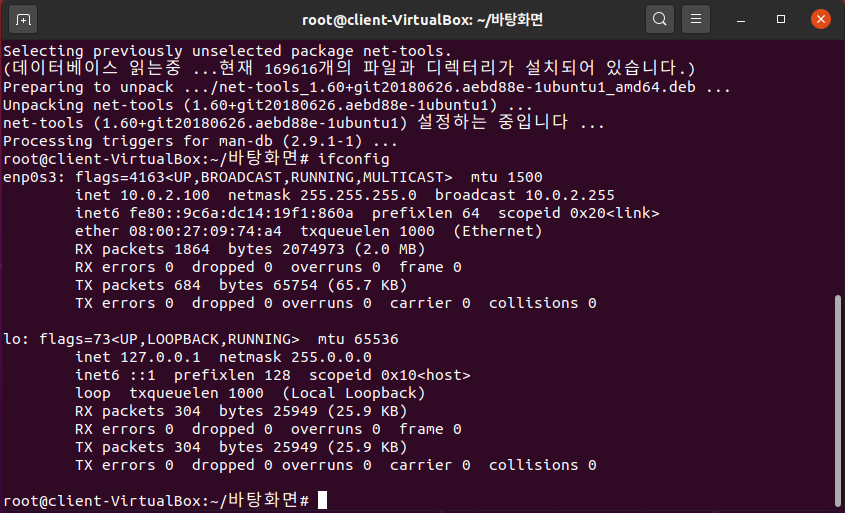 root@client-VirtualBox: ~/바탕화면
Selecting previously unselected package net-tools.
(데이터베이스 읽는중 ...현재 169616개의 파일과 디렉터리가 설치되어 있습니다.)
Preparing to unpack .../net-tools_1.60+git20180626.aebd88e-1ubuntu1_amd64.deb ...
Unpacking net-tools (1.60+git20180626.aebd88e-1ubuntu1) ...
net-tools (1.60+git20180626.aebd88e-1ubuntu1) 설정하는 중입니다 ...
Processing triggers for man-db (2.9.1-1) ...
root@client-VirtualBox:~/바탕화면# ifconfig
enp0s3: flags=4163<UP,BROADCAST,RUNNING,MULTICAST>  mtu 1500
        inet 10.0.2.100  netmask 255.255.255.0  broadcast 10.0.2.255
        inet6 fe80::9c6a:dc14:19f1:860a  prefixlen 64  scopeid 0x20<link>
        ether 08:00:27:09:74:a4  txqueuelen 1000  (Ethernet)
        RX packets 1864  bytes 2074973 (2.0 MB)
        RX errors 0  dropped 0  overruns 0  frame 0
        TX packets 684  bytes 65754 (65.7 KB)
        TX errors 0  dropped 0 overruns 0  carrier 0  collisions 0
lo: flags=73<UP,LOOPBACK,RUNNING>  mtu 65536
        inet 127.0.0.1  netmask 255.0.0.0
        inet6 ::1  prefixlen 128  scopeid 0x10<host>
        loop  txqueuelen 1000  (Local Loopback)
        RX packets 304  bytes 25949 (25.9 KB)
        RX errors 0  dropped 0  overruns 0  frame 0
        TX packets 304  bytes 25949 (25.9 KB)
        TX errors 0  dropped 0 overruns 0  carrier 0  collisions 0
root@client-VirtualBox:~/바탕화면#